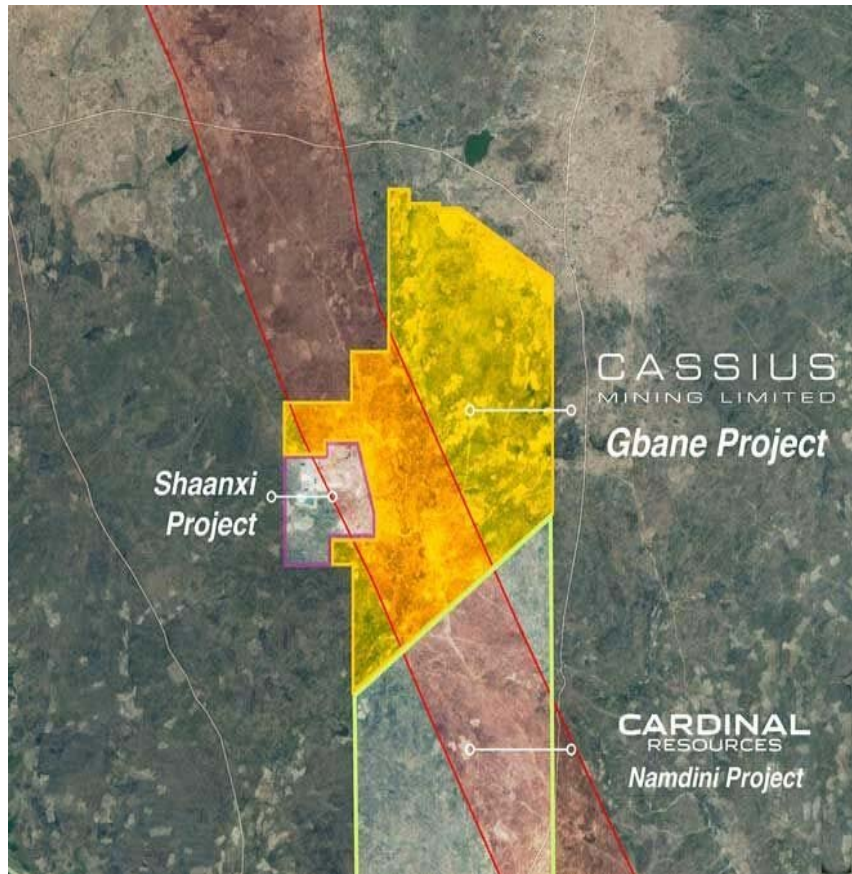 CASSIUS
MINING LIMITED
Gbane Project
Shaanxi
Project
CARDINAL
RESOURCES
Namdini Project